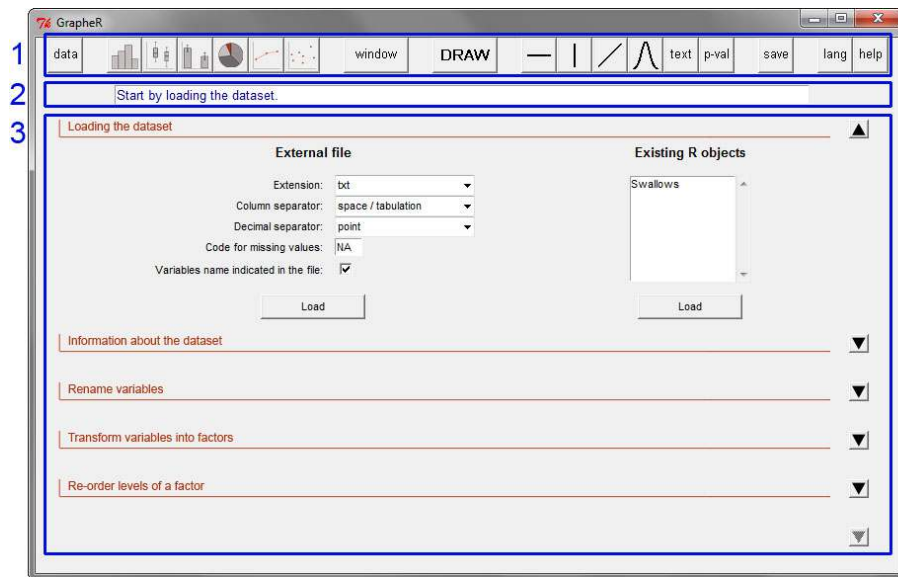 GrapheR
1
data window DRAW text p-val save lang help
2
Start by loading the dataset.
3
Loading the dataset
External file Existing R objects
Extension: txt Swallows
Column separator: space / tabulation
Decimal separator: point
Code for missing values: NA
Variables name indicated in the file:
Load Load
Information about the dataset
Rename variables
Transform variables into factors
Re-order levels of a factor